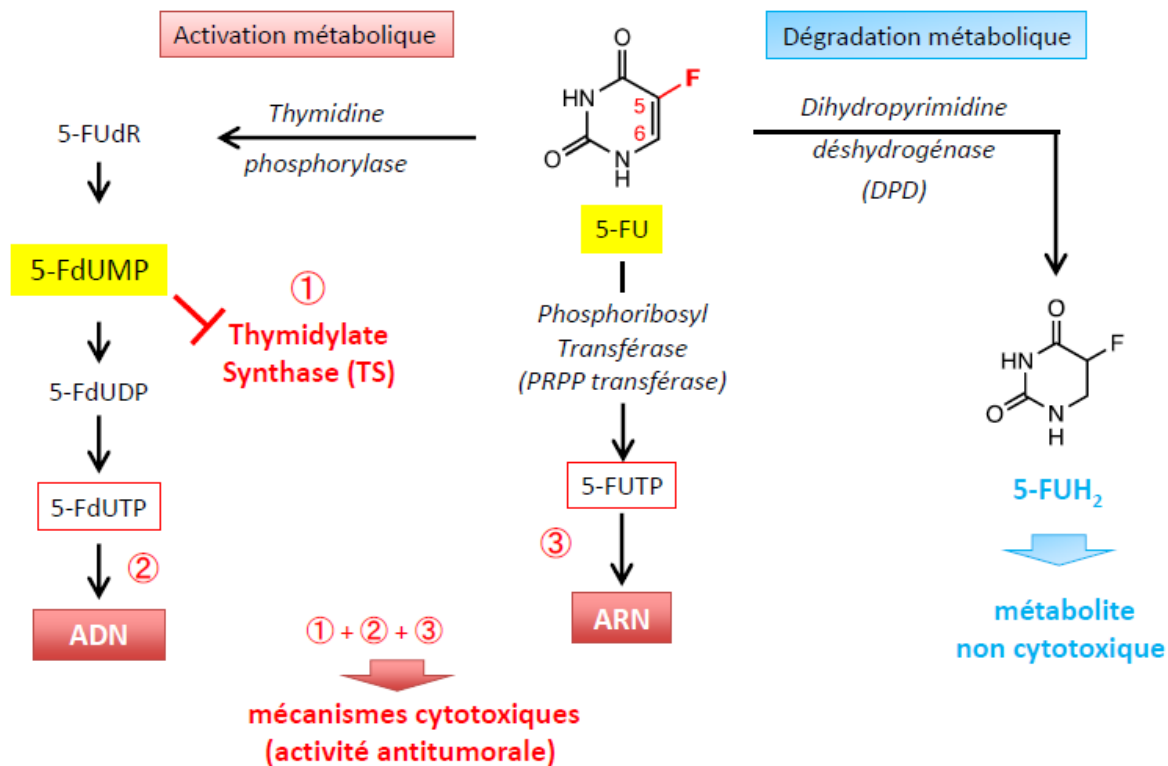 Activation métabolique
Dégradation métabolique
O
F
HN
5
6
O
N
H
5-FUdR
Thymidine
phosphorylase
Dihydropyrimidine
déshydrogénase
(DPD)
5-FU
5-FdUMP
①
Thymidylate
Synthase (TS)
Phosphoribosyl
Transférase
(PRPP transférase)
O
F
HN
O
N
H
5-FdUDP
5-FdUTP
5-FUTP
5-FUH₂
②
③
ADN
ARN
① + ② + ③
métabolite
non cytotoxique
mécanismes cytotoxiques
(activité antitumorale)